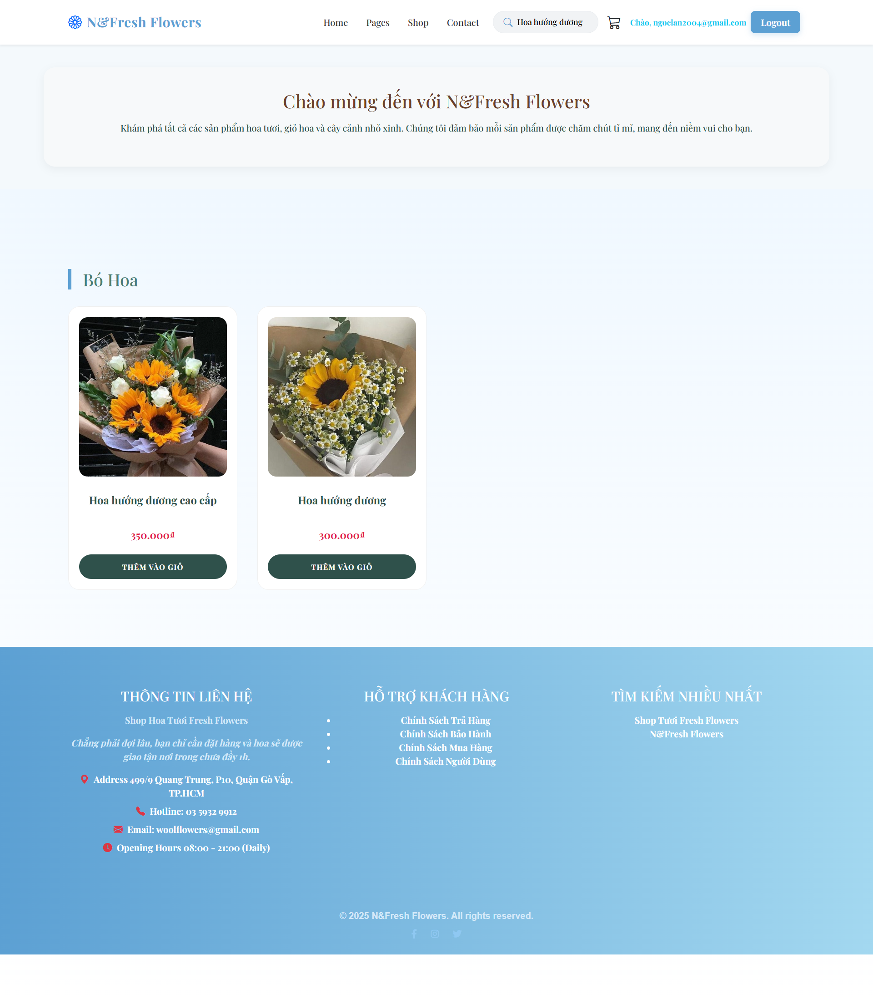 N&Fresh Flowers
Home
Pages
Shop
Contact
Hoa hướng dương
Chào, ngoclan2004@gmail.com
Logout
Chào mừng đến với N&Fresh Flowers
Khám phá tất cả các sản phẩm hoa tươi, giỏ hoa và cây cảnh nhỏ xinh. Chúng tôi đảm bảo mỗi sản phẩm được chăm chút tỉ mỉ, mang đến niềm vui cho bạn.
Bó Hoa
Hoa hướng dương cao cấp
350.000₫
THÊM VÀO GIỎ
Hoa hướng dương
300.000₫
THÊM VÀO GIỎ
THÔNG TIN LIÊN HỆ
Shop Hoa Tươi Fresh Flowers
Chẳng phải đợi lâu, bạn chỉ cần đặt hàng và hoa sẽ được
giao tận nơi trong chưa đầy 1h.
Address 499/9 Quang Trung, P10, Quận Gò Vấp,
TP.HCM
Hotline: 03 5932 9912
Email: woolflowers@gmail.com
Opening Hours 08:00 - 21:00 (Daily)
HỖ TRỢ KHÁCH HÀNG
Chính Sách Trả Hàng
Chính Sách Bảo Hành
Chính Sách Mua Hàng
Chính Sách Người Dùng
TÌM KIẾM NHIỀU NHẤT
Shop Tươi Fresh Flowers
N&Fresh Flowers
© 2025 N&Fresh Flowers. All rights reserved.